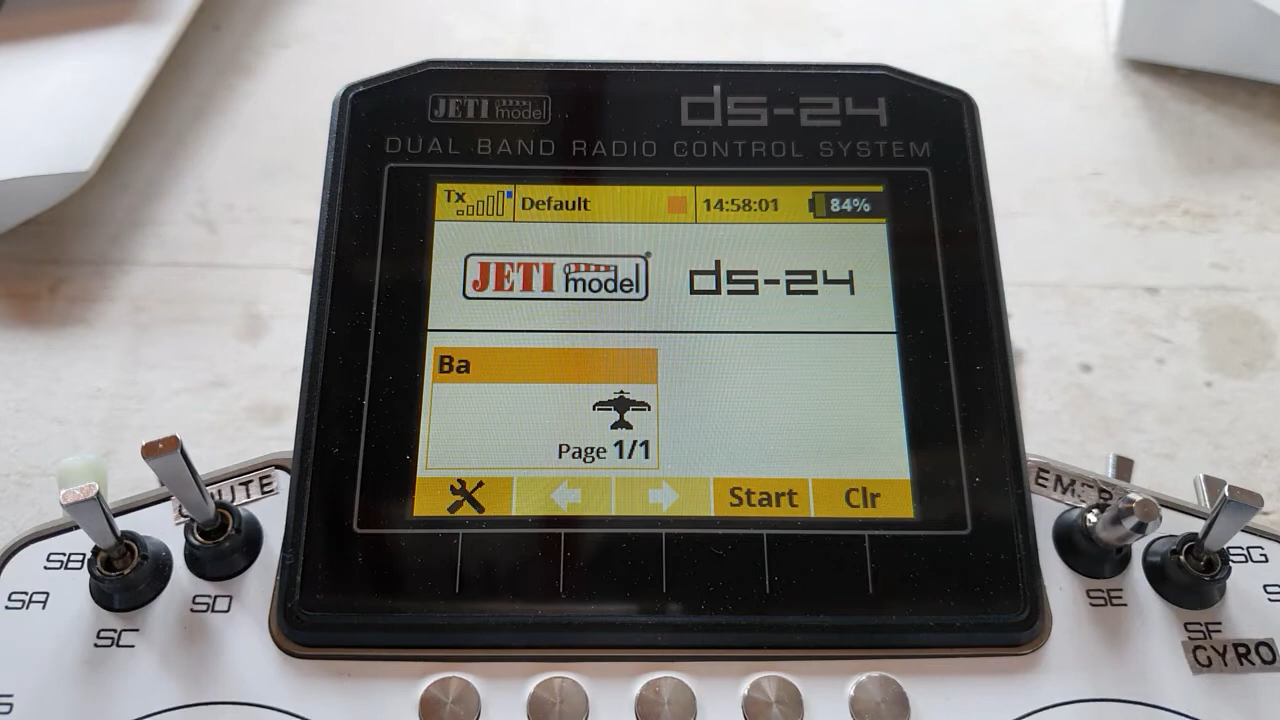 JETI model ds-24
DUAL BAND RADIO CONTROL SYSTEM
Tx Default 14:58:01 84%
JETI model ds-24
Ba
Page 1/1
Start Clr
SB
SA
SC
SD
SE
SG
SF
GYRO